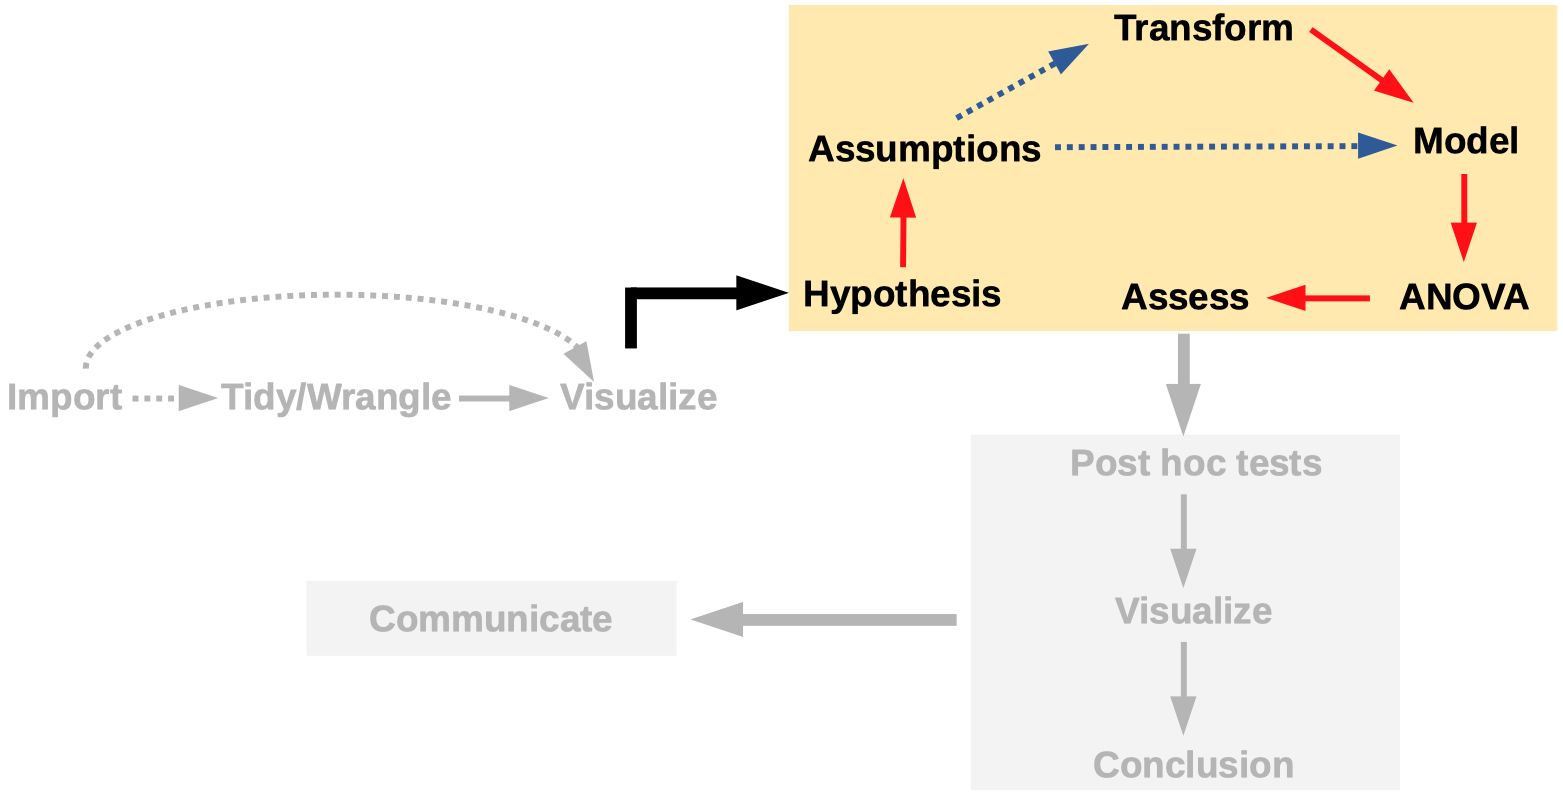 Transform
Assumptions
Model
Hypothesis
Assess
ANOVA
Import
Tidy/Wrangle
Visualize
Post hoc tests
Visualize
Communicate
Conclusion